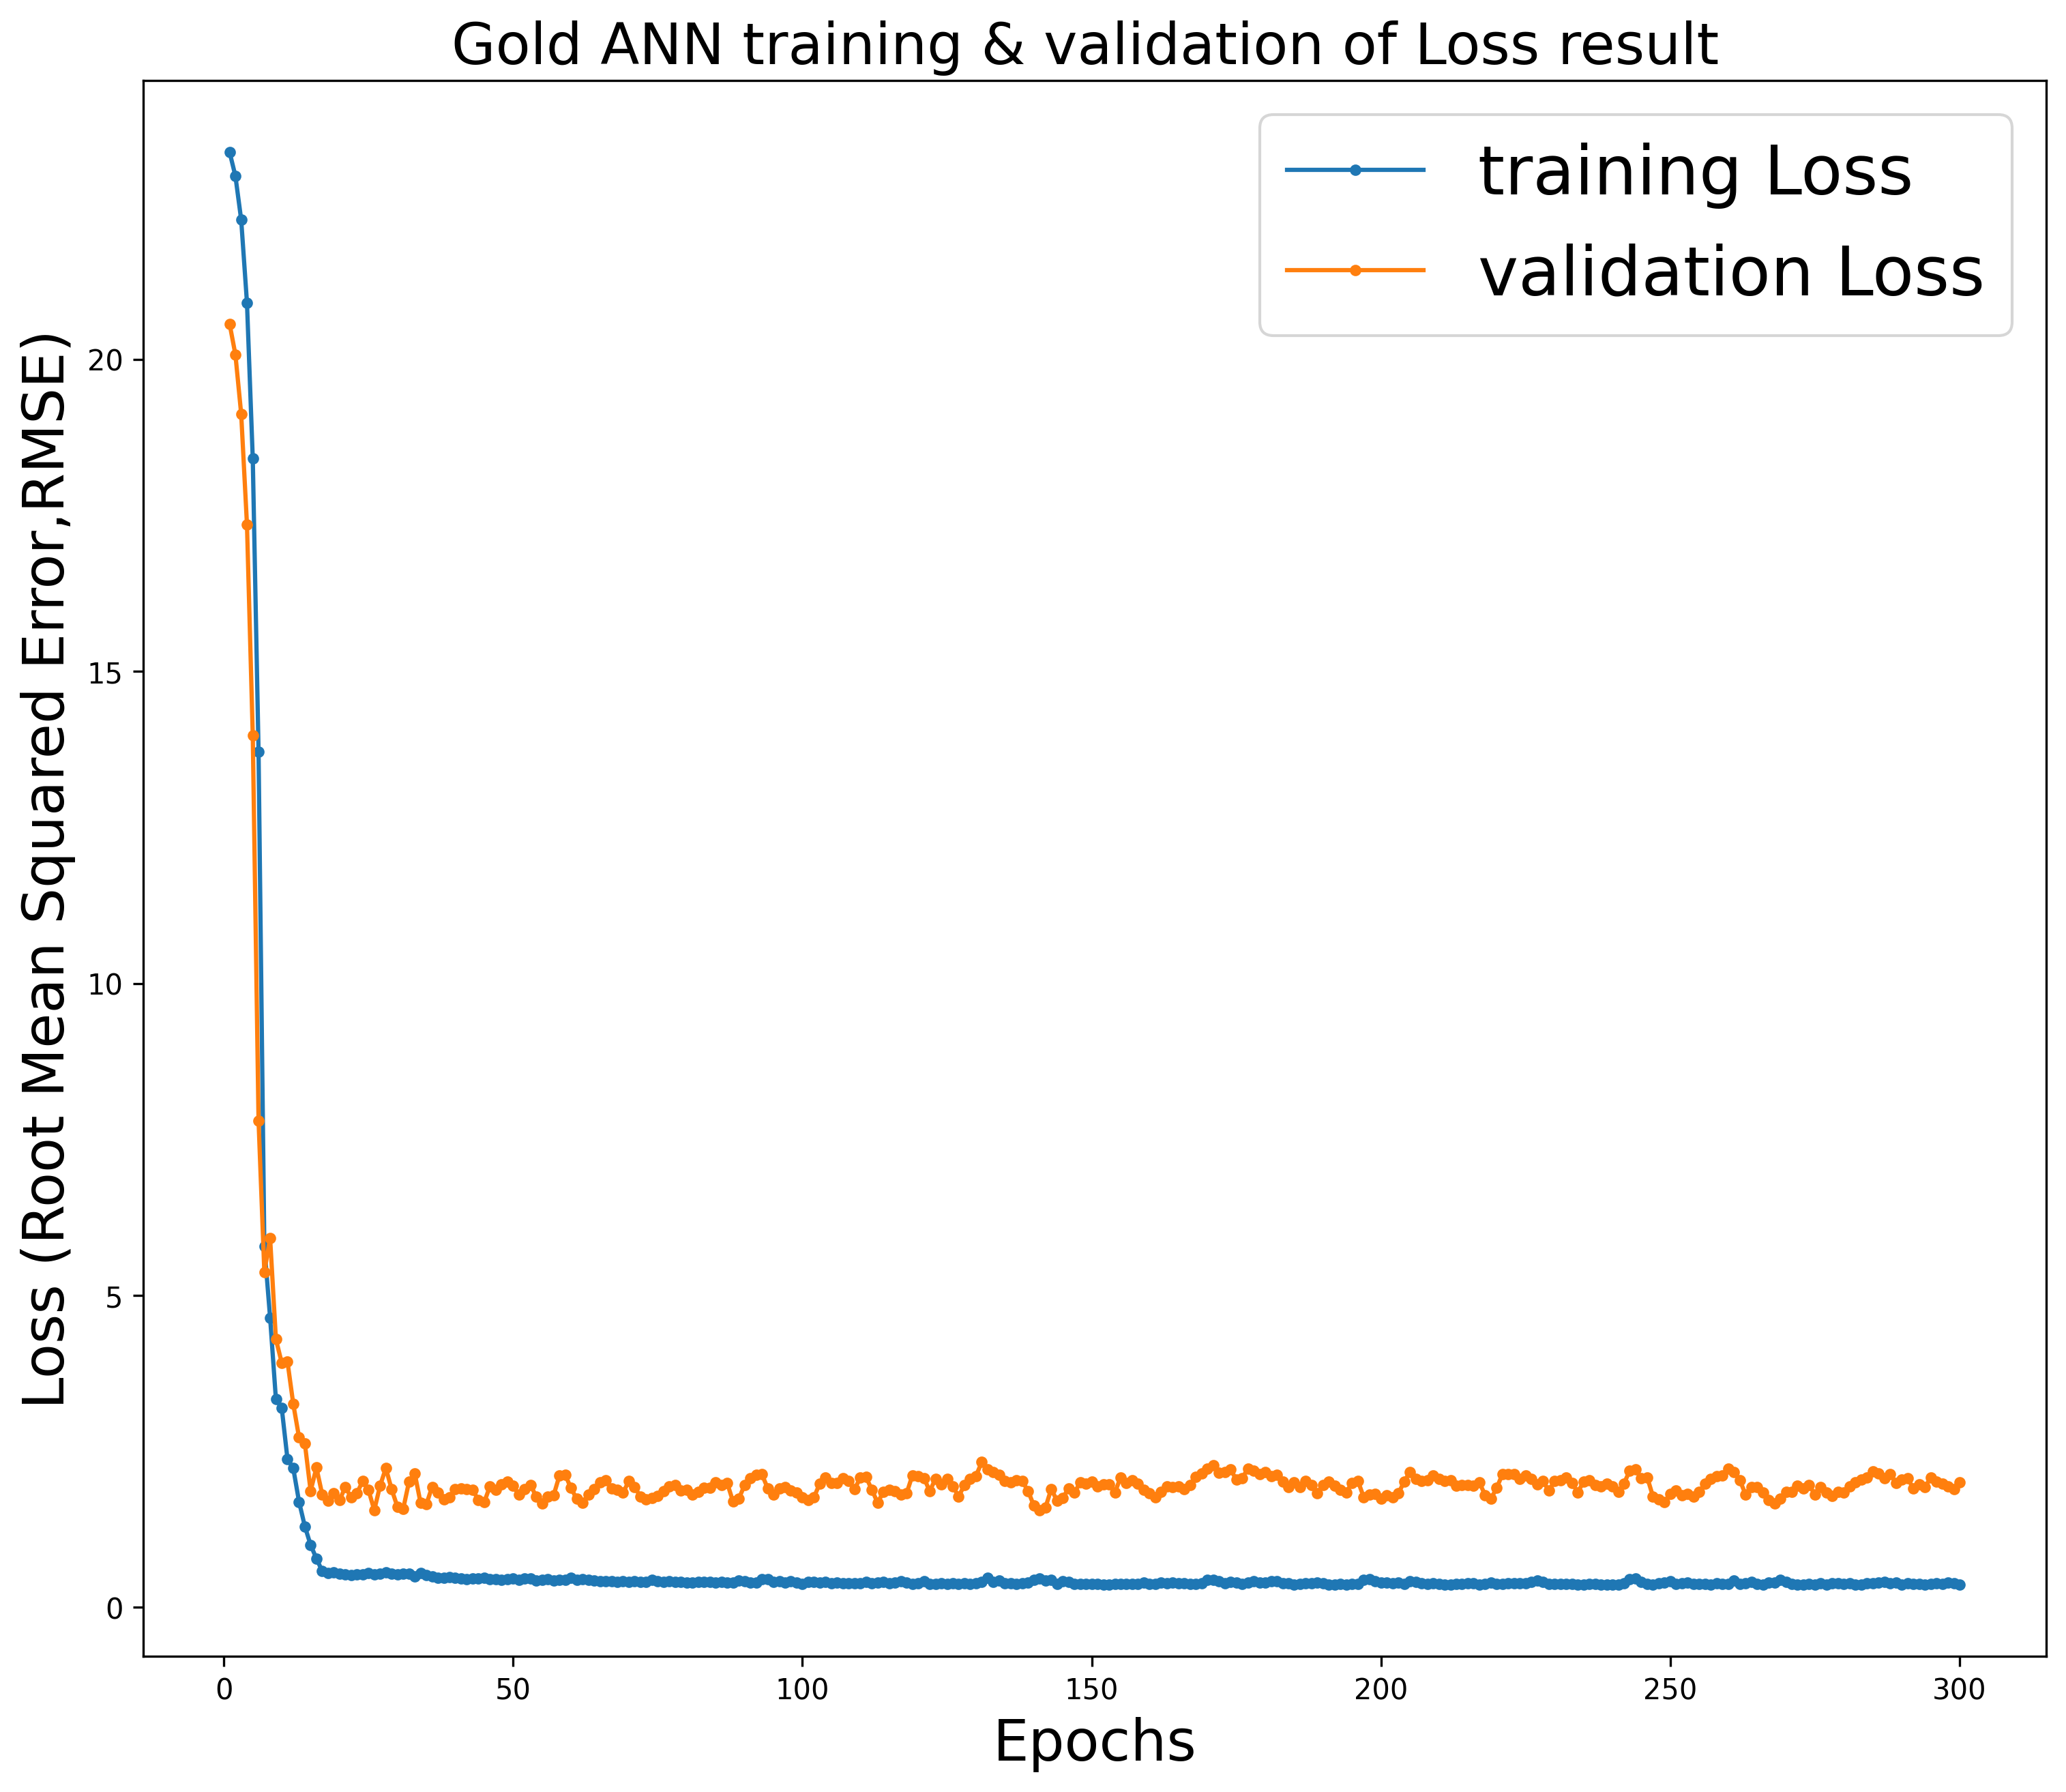 Gold ANN training & validation of Loss result
training Loss
validation Loss
Loss (Root Mean Squared Error,RMSE)
20
15
10
5
0
0 50 100 150 200 250 300
Epochs